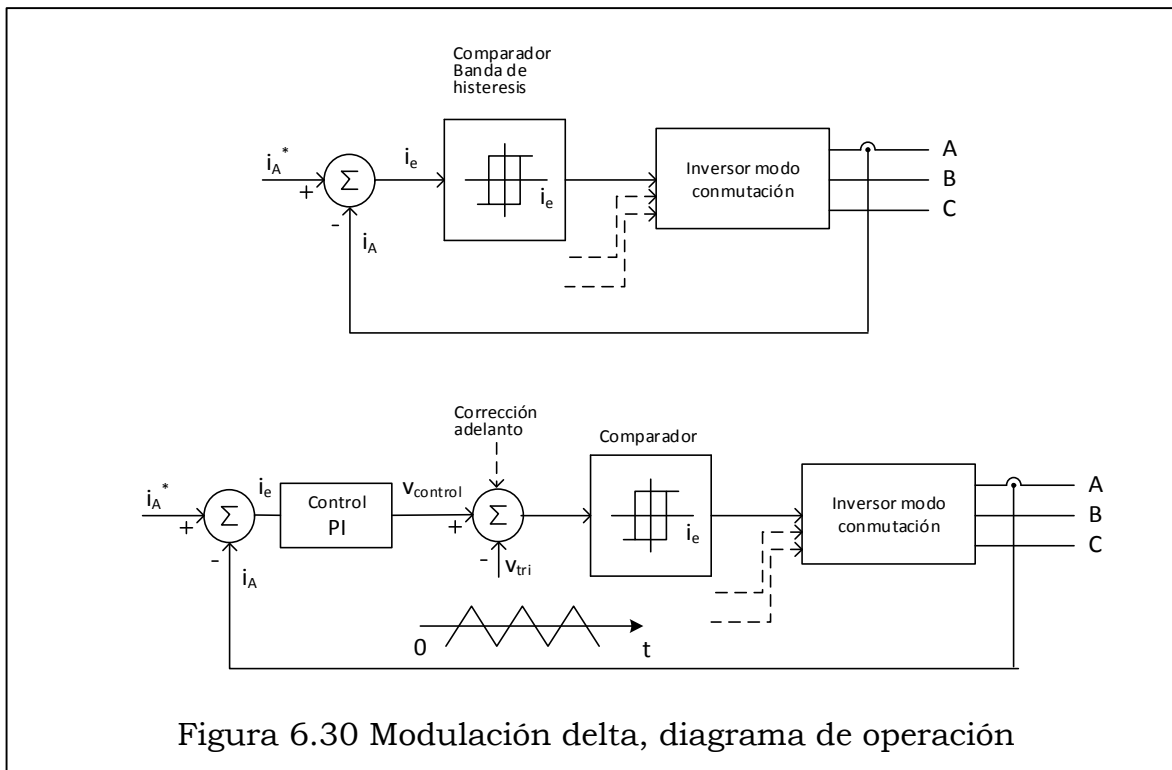 Comparador
Banda de
histeresis
i_A*
+
Σ
-
i_A
i_e
i_e
Inversor modo
conmutación
A
B
C
Corrección
adelanto
Comparador
i_A*
+
Σ
-
i_A
i_e
Control
PI
v_control
+
Σ
-
v_tri
i_e
Inversor modo
conmutación
A
B
C
0
t
Figura 6.30 Modulación delta, diagrama de operación